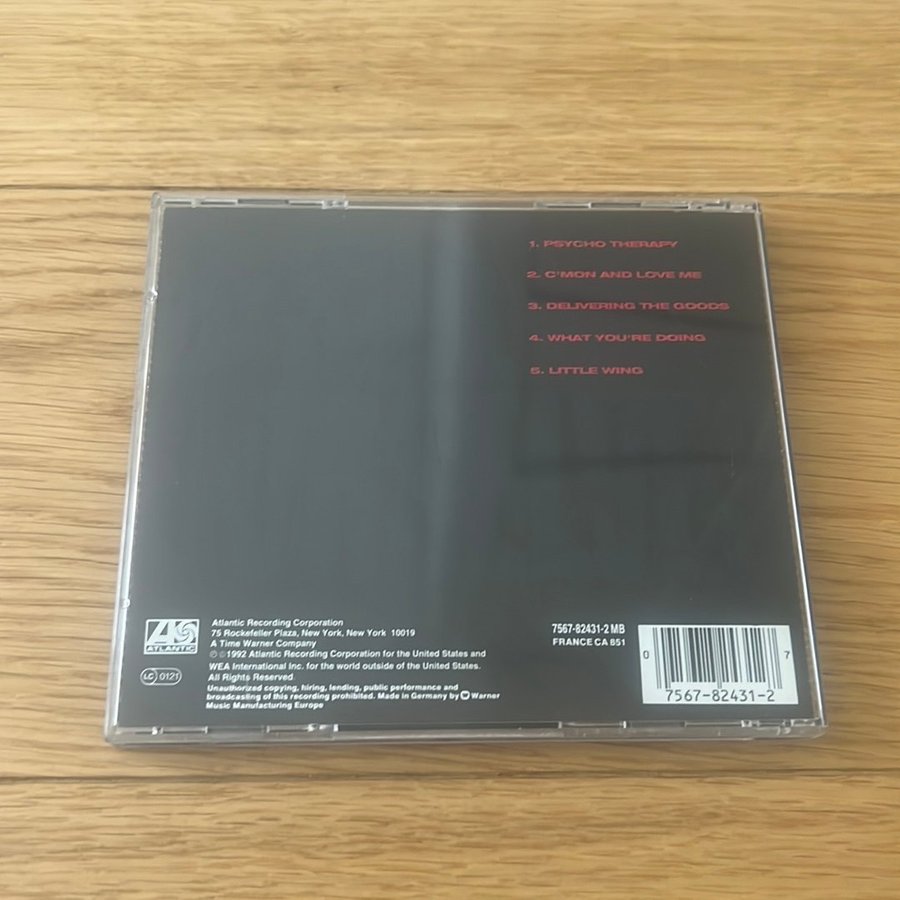 1. PSYCHO THERAPY
2. C'MON AND LOVE ME
3. DELIVERING THE GOODS
4. WHAT YOU'RE DOING
5. LITTLE WING
ATLANTIC
LC 0121
Atlantic Recording Corporation
75 Rockefeller Plaza, New York, New York 10019
A Time Warner Company
℗©1992 Atlantic Recording Corporation for the United States and
WEA International Inc. for the world outside of the United States.
All Rights Reserved.
Unauthorized copying, hiring, lending, public performance and
broadcasting of this recording prohibited. Made in Germany by Warner
Music Manufacturing Europe
7567-82431-2 MB
FRANCE CA 851
0 7
7567-82431-2